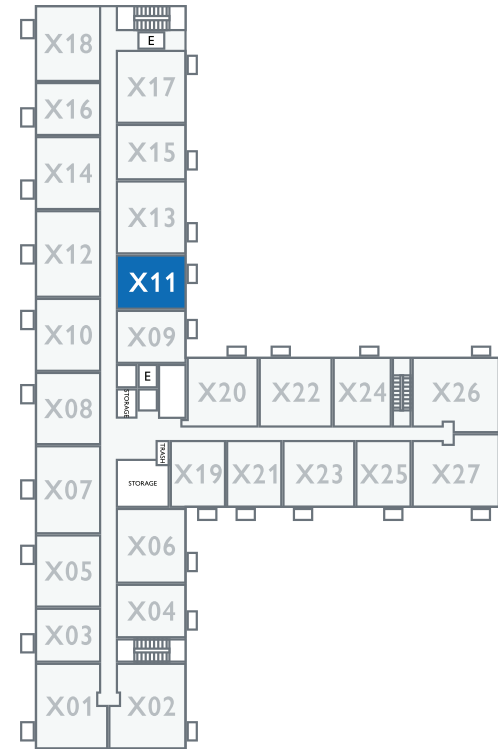 X18
E
X17
X16
X15
X14
X13
X12
X11
X10
X09
E
X20
X22
X24
X26
STORAGE
X08
TRASH
X19
X21
X23
X25
X27
STORAGE
X07
X06
X05
X04
X03
X01
X02